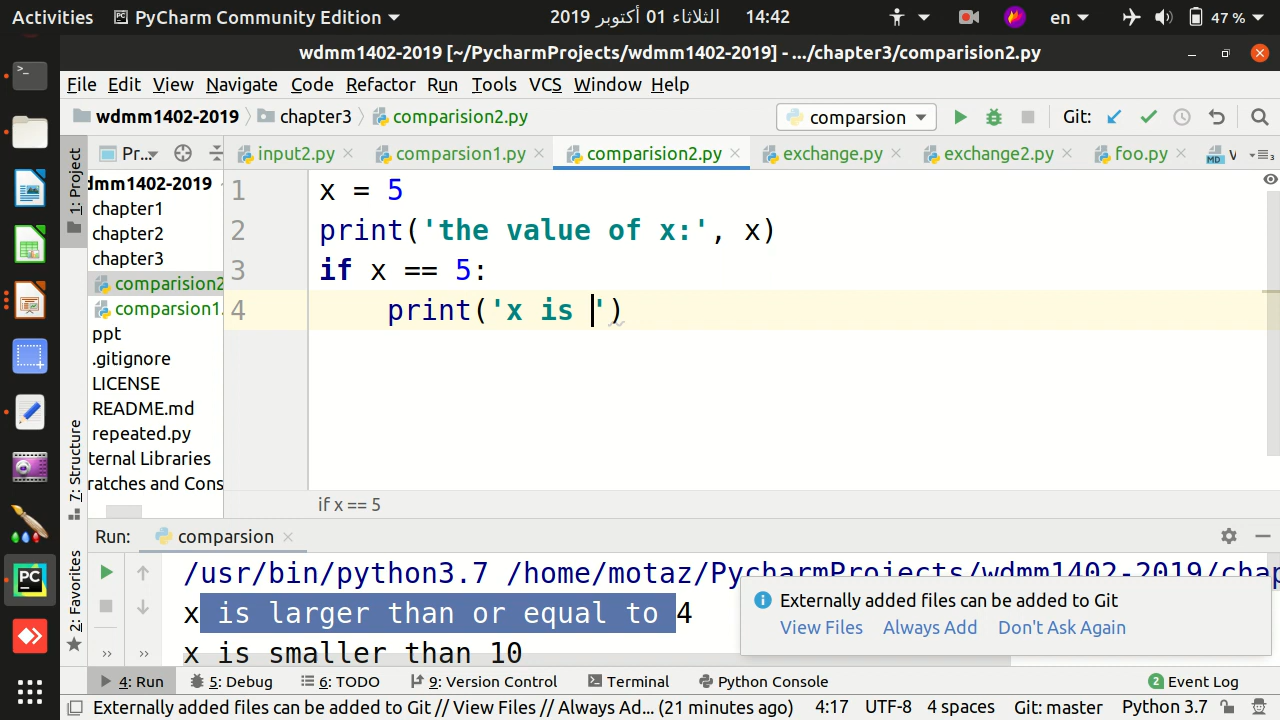 Activities PyCharm Community Edition الثلاثاء 01 أكتوبر 2019 14:42 en 47 %
wdmm1402-2019 [~/PycharmProjects/wdmm1402-2019] - .../chapter3/comparision2.py
File Edit View Navigate Code Refactor Run Tools VCS Window Help
wdmm1402-2019 chapter3 comparision2.py comparsion Git:
1: Project
Pr... input2.py comparsion1.py comparision2.py exchange.py exchange2.py foo.py MD
dmm1402-2019
chapter1
chapter2
chapter3
comparision2
comparsion1.
ppt
.gitignore
LICENSE
README.md
repeated.py
ternal Libraries
ratches and Cons
1 x = 5
2 print('the value of x:', x)
3 if x == 5:
4 print('x is ')
if x == 5
7: Structure
2: Favorites
Run: comparsion
/usr/bin/python3.7 /home/motaz/PycharmProjects/wdmm1402-2019/chap
x is larger than or equal to 4
x is smaller than 10
Externally added files can be added to Git
View Files Always Add Don't Ask Again
4: Run 5: Debug 6: TODO 9: Version Control Terminal Python Console 2 Event Log
Externally added files can be added to Git // View Files // Always Ad... (21 minutes ago) 4:17 UTF-8 4 spaces Git: master Python 3.7